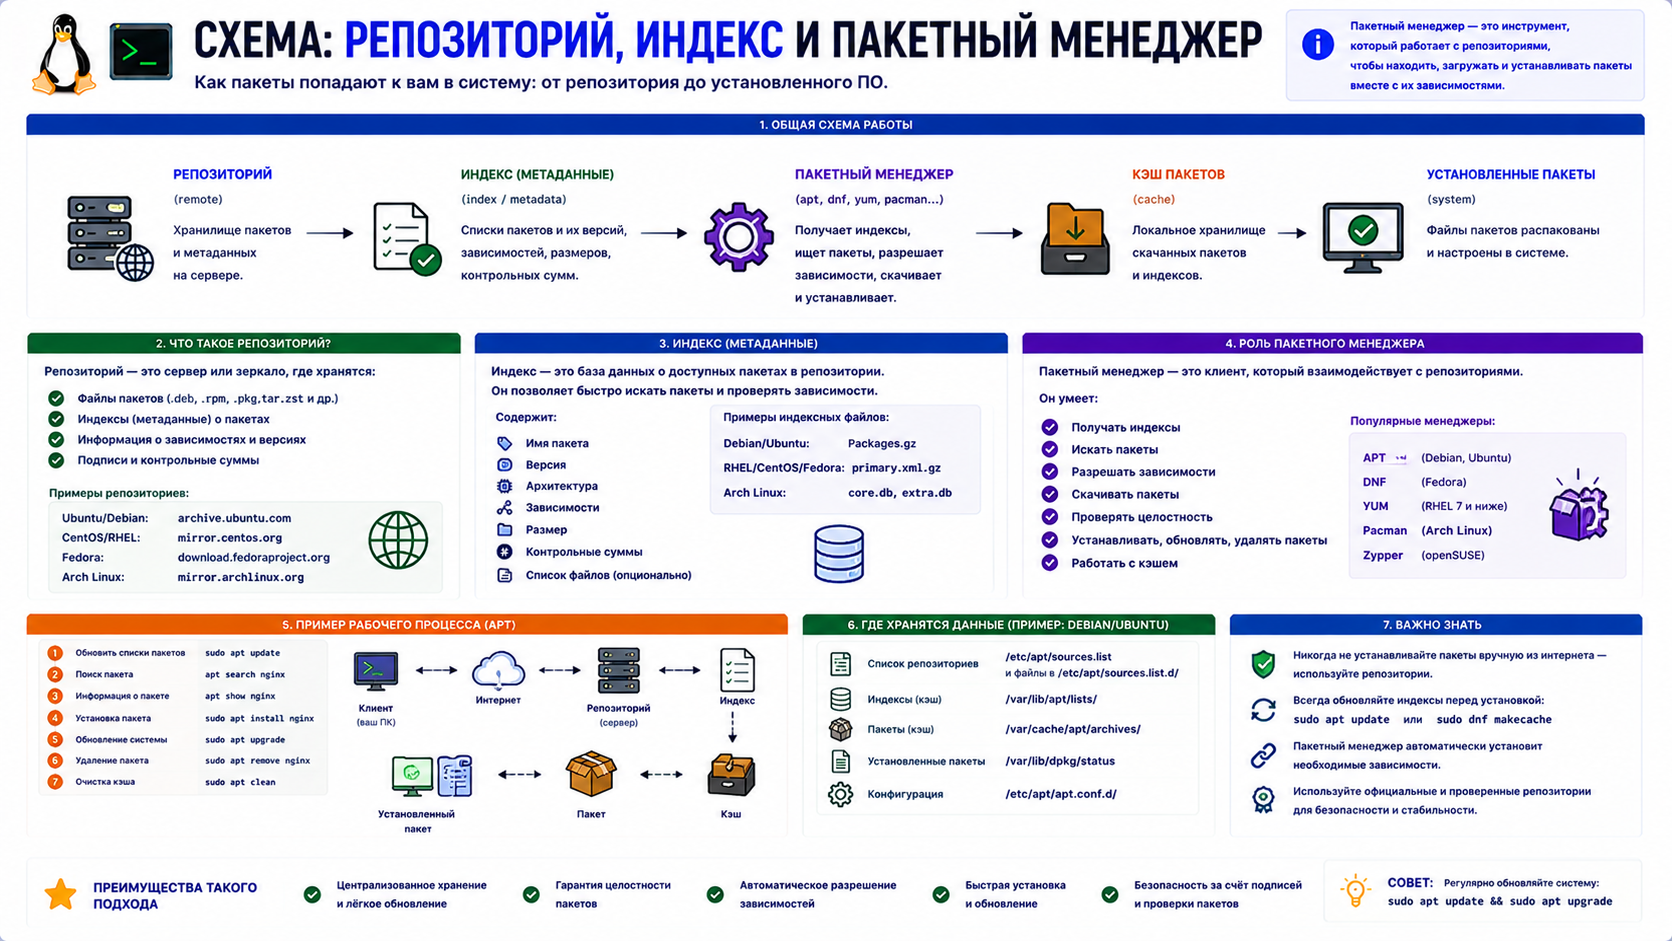 СХЕМА: РЕПОЗИТОРИЙ, ИНДЕКС И ПАКЕТНЫЙ МЕНЕДЖЕР
Как пакеты попадают к вам в систему: от репозитория до установленного ПО.
Пакетный менеджер — это инструмент,
который работает с репозиториями,
чтобы находить, загружать и устанавливать пакеты
вместе с их зависимостями.
1. ОБЩАЯ СХЕМА РАБОТЫ
РЕПОЗИТОРИЙ
(remote)
Хранилище пакетов
и метаданных
на сервере.
ИНДЕКС (МЕТАДАННЫЕ)
(index / metadata)
Списки пакетов и их версий,
зависимостей, размеров,
контрольных сумм.
ПАКЕТНЫЙ МЕНЕДЖЕР
(apt, dnf, yum, pacman...)
Получает индексы,
ищет пакеты, разрешает
зависимости, скачивает
и устанавливает.
КЭШ ПАКЕТОВ
(cache)
Локальное хранилище
скачанных пакетов
и индексов.
УСТАНОВЛЕННЫЕ ПАКЕТЫ
(system)
Файлы пакетов распакованы
и настроены в системе.
2. ЧТО ТАКОЕ РЕПОЗИТОРИЙ?
Репозиторий — это сервер или зеркало, где хранятся:
Файлы пакетов (.deb, .rpm, .pkg,tar.zst и др.)
Индексы (метаданные) о пакетах
Информация о зависимостях и версиях
Подписи и контрольные суммы
Примеры репозиториев:
Ubuntu/Debian: archive.ubuntu.com
CentOS/RHEL: mirror.centos.org
Fedora: download.fedoraproject.org
Arch Linux: mirror.archlinux.org
3. ИНДЕКС (МЕТАДАННЫЕ)
Индекс — это база данных о доступных пакетах в репозитории.
Он позволяет быстро искать пакеты и проверять зависимости.
Содержит:
Имя пакета
Версия
Архитектура
Зависимости
Размер
Контрольные суммы
Список файлов (опционально)
Примеры индексных файлов:
Debian/Ubuntu: Packages.gz
RHEL/CentOS/Fedora: primary.xml.gz
Arch Linux: core.db, extra.db
4. РОЛЬ ПАКЕТНОГО МЕНЕДЖЕРА
Пакетный менеджер — это клиент, который взаимодействует с репозиториями.
Он умеет:
Получать индексы
Искать пакеты
Разрешать зависимости
Скачивать пакеты
Проверять целостность
Устанавливать, обновлять, удалять пакеты
Работать с кэшем
Популярные менеджеры:
APT (Debian, Ubuntu)
DNF (Fedora)
YUM (RHEL 7 и ниже)
Pacman (Arch Linux)
Zypper (openSUSE)
5. ПРИМЕР РАБОЧЕГО ПРОЦЕССА (APT)
1 Обновить списки пакетов sudo apt update
2 Поиск пакета apt search nginx
3 Информация о пакете apt show nginx
4 Установка пакета sudo apt install nginx
5 Обновление системы sudo apt upgrade
6 Удаление пакета sudo apt remove nginx
7 Очистка кэша sudo apt clean
Клиент
(ваш ПК)
Интернет
Репозиторий
(сервер)
Индекс
Установленный
пакет
Пакет
Кэш
6. ГДЕ ХРАНЯТСЯ ДАННЫЕ (ПРИМЕР: DEBIAN/UBUNTU)
Список репозиториев /etc/apt/sources.list
и файлы в /etc/apt/sources.list.d/
Индексы (кэш) /var/lib/apt/lists/
Пакеты (кэш) /var/cache/apt/archives/
Установленные пакеты /var/lib/dpkg/status
Конфигурация /etc/apt/apt.conf.d/
7. ВАЖНО ЗНАТЬ
Никогда не устанавливайте пакеты вручную из интернета —
используйте репозитории.
Всегда обновляйте индексы перед установкой:
sudo apt update или sudo dnf makecache
Пакетный менеджер автоматически установит
необходимые зависимости.
Используйте официальные и проверенные репозитории
для безопасности и стабильности.
ПРЕИМУЩЕСТВА ТАКОГО
ПОДХОДА
Централизованное хранение
и лёгкое обновление
Гарантия целостности
пакетов
Автоматическое разрешение
зависимостей
Быстрая установка
и обновление
Безопасность за счёт подписей
и проверки пакетов
СОВЕТ: Регулярно обновляйте систему:
sudo apt update && sudo apt upgrade